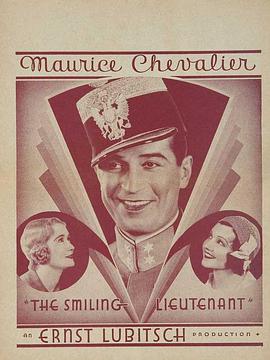 Maurice Chevalier
"THE SMILING LIEUTENANT"
AN ERNST LUBITSCH PRODUCTION